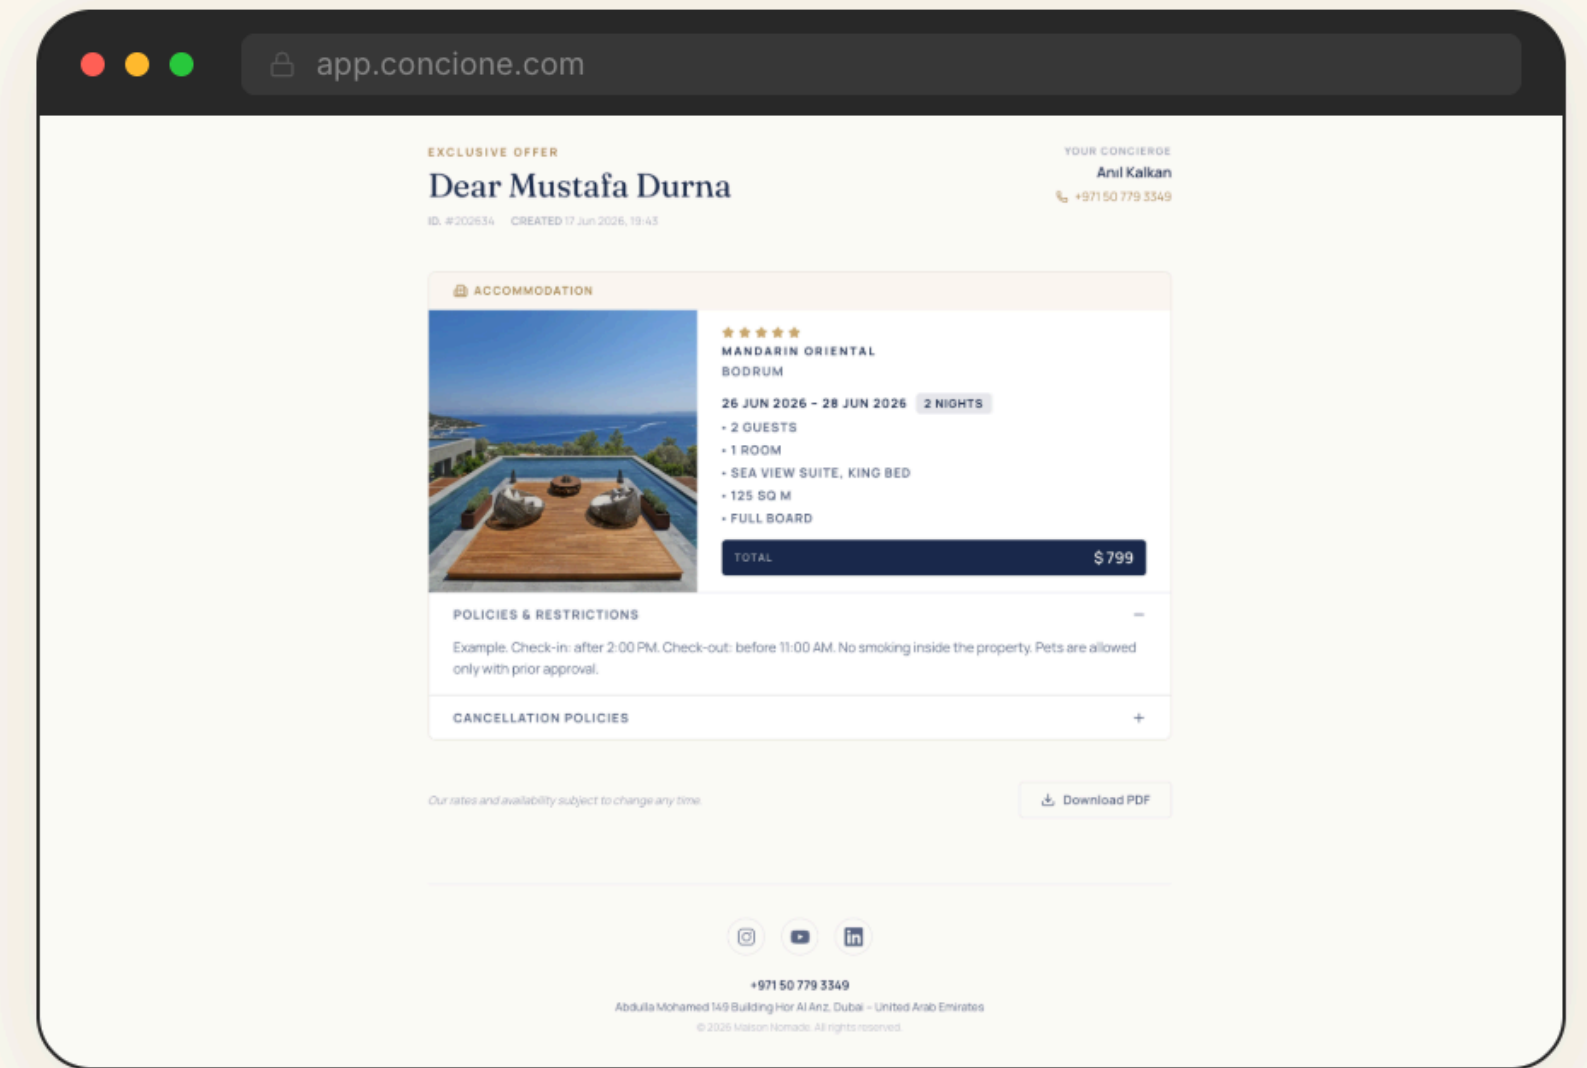 app.concione.com
EXCLUSIVE OFFER
Dear Mustafa Durna
ID. #202634 CREATED 17 Jun 2026, 19:43
YOUR CONCIERGE
Anıl Kalkan
+971 50 779 3349
ACCOMMODATION
MANDARIN ORIENTAL
BODRUM
26 JUN 2026 – 28 JUN 2026 2 NIGHTS
• 2 GUESTS
• 1 ROOM
• SEA VIEW SUITE, KING BED
• 125 SQ M
• FULL BOARD
TOTAL $799
POLICIES & RESTRICTIONS −
Example. Check-in: after 2:00 PM. Check-out: before 11:00 AM. No smoking inside the property. Pets are allowed
only with prior approval.
CANCELLATION POLICIES +
Our rates and availability subject to change any time.
Download PDF
+971 50 779 3349
Abdulla Mohamed 149 Building Hor Al Anz, Dubai – United Arab Emirates
© 2026 Maison Nomade. All rights reserved.